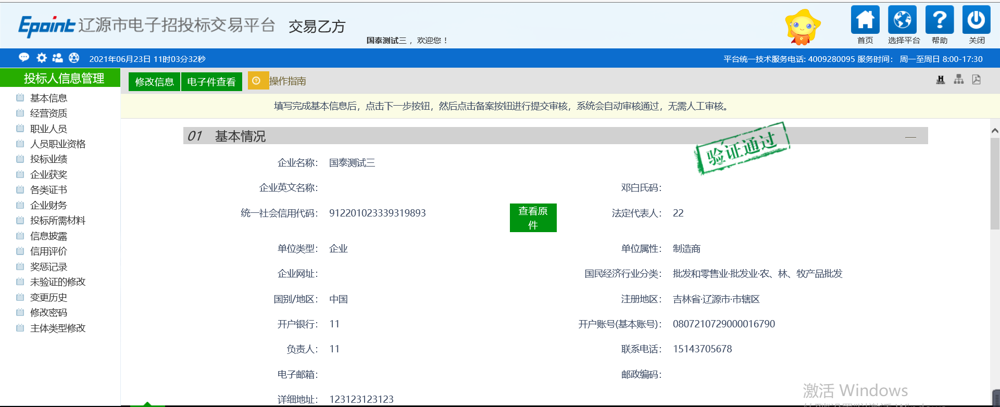 Epoint 辽源市电子招投标交易平台 交易乙方
国泰测试三 ，欢迎您！
首页 选择平台 帮助 关闭
2021年06月23日 11时03分32秒
平台统一技术服务电话: 4009280095 服务时间： 周一至周日 8:00-17:30
投标人信息管理
基本信息
经营资质
职业人员
人员职业资格
投标业绩
企业获奖
各类证书
企业财务
投标所需材料
信息披露
信用评价
奖惩记录
未验证的修改
变更历史
修改密码
主体类型修改
修改信息 电子件查看 操作指南
填写完成基本信息后，点击下一步按钮，然后点击备案按钮进行提交审核，系统会自动审核通过，无需人工审核。
01 基本情况
验证通过
企业名称： 国泰测试三
企业英文名称： 邓白氏码：
统一社会信用代码： 912201023339319893 查看原件 法定代表人： 22
单位类型： 企业 单位属性： 制造商
企业网址： 国民经济行业分类： 批发和零售业·批发业·农、林、牧产品批发
国别/地区： 中国 注册地区： 吉林省·辽源市·市辖区
开户银行： 11 开户账号(基本账号)： 0807210729000016790
负责人： 11 联系电话： 15143705678
电子邮箱： 邮政编码：
详细地址： 123123123123
激活 Windows